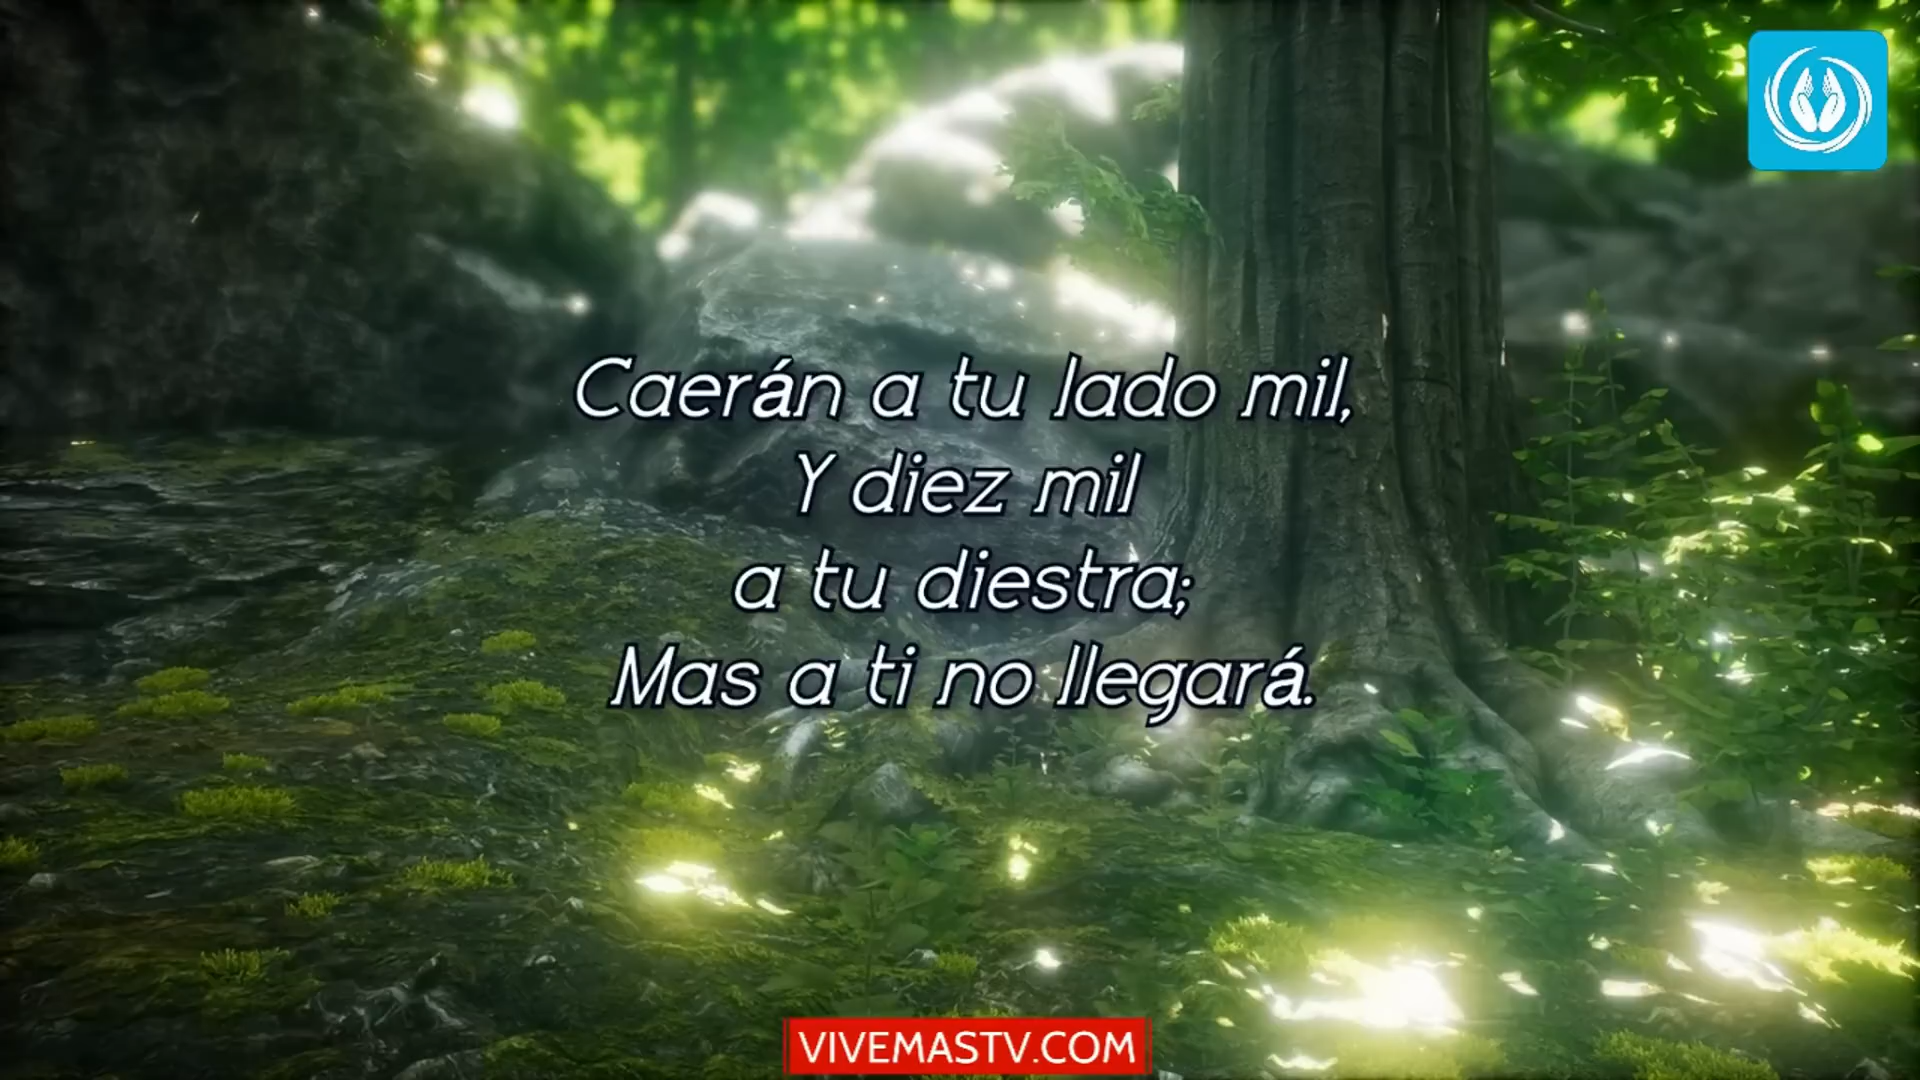 Caerán a tu lado mil,
Y diez mil
a tu diestra;
Mas a ti no llegará.
VIVEMASTV.COM